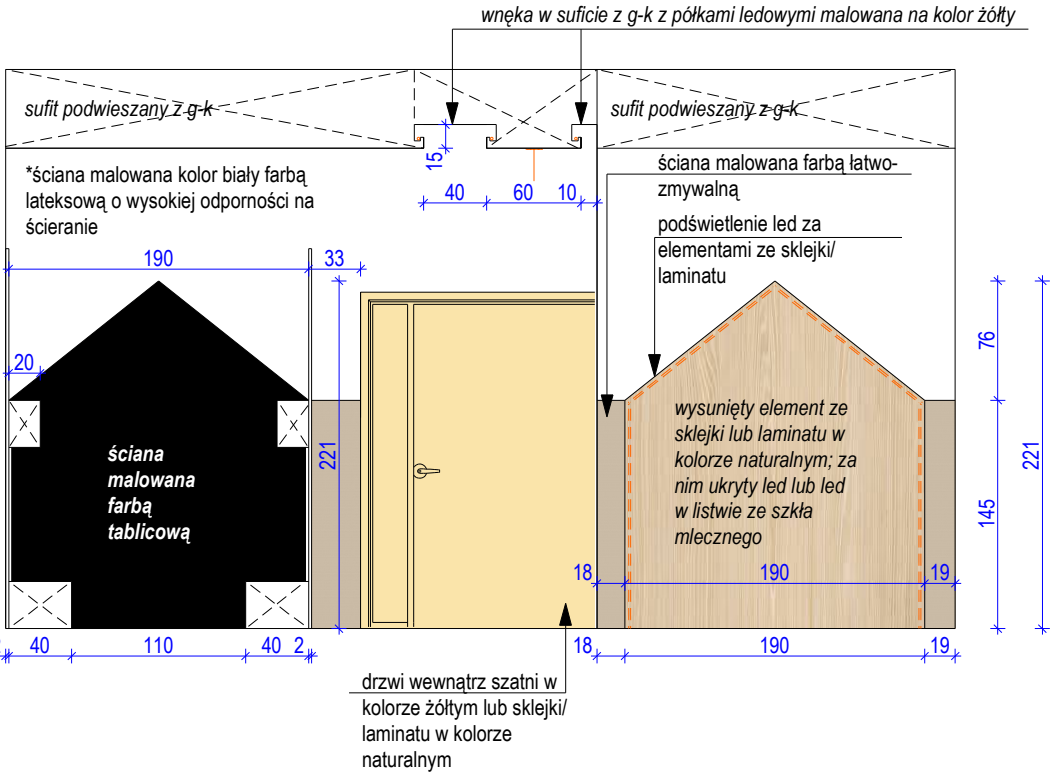 wnęka w suficie z g-k z półkami ledowymi malowana na kolor żółty
sufit podwieszany z g-k
sufit podwieszany z g-k
15
40
60
10
*ściana malowana kolor biały farbą
lateksową o wysokiej odporności na
ścieranie
ściana malowana farbą łatwo-
zmywalną
podświetlenie led za
elementami ze sklejki/
laminatu
190
33
20
76
221
145
221
ściana
malowana
farbą
tablicową
wysunięty element ze
sklejki lub laminatu w
kolorze naturalnym; za
nim ukryty led lub led
w listwie ze szkła
mlecznego
18
190
19
40
110
40
2
18
190
19
drzwi wewnątrz szatni w
kolorze żółtym lub sklejki/
laminatu w kolorze
naturalnym